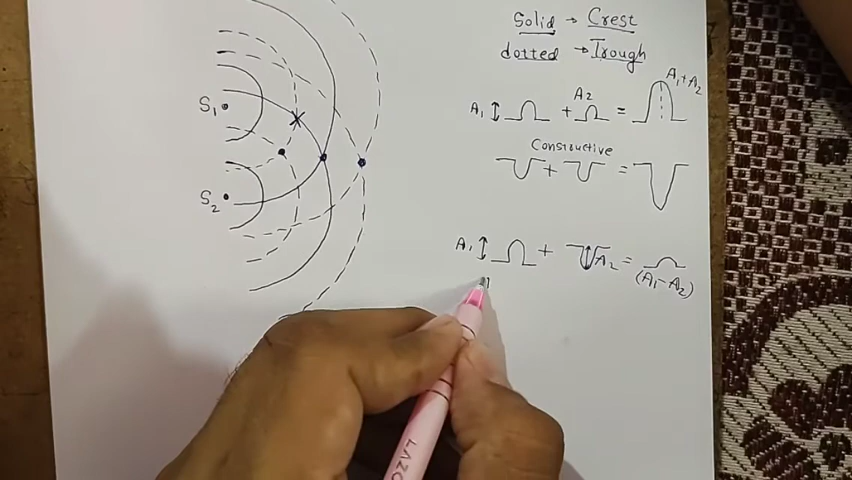 Solid → Crest
dotted → Trough
A₁ + A₂ = A₁+A₂
Constructive
+ =
A₁ + A₂ = (A₁-A₂)
S₁
S₂